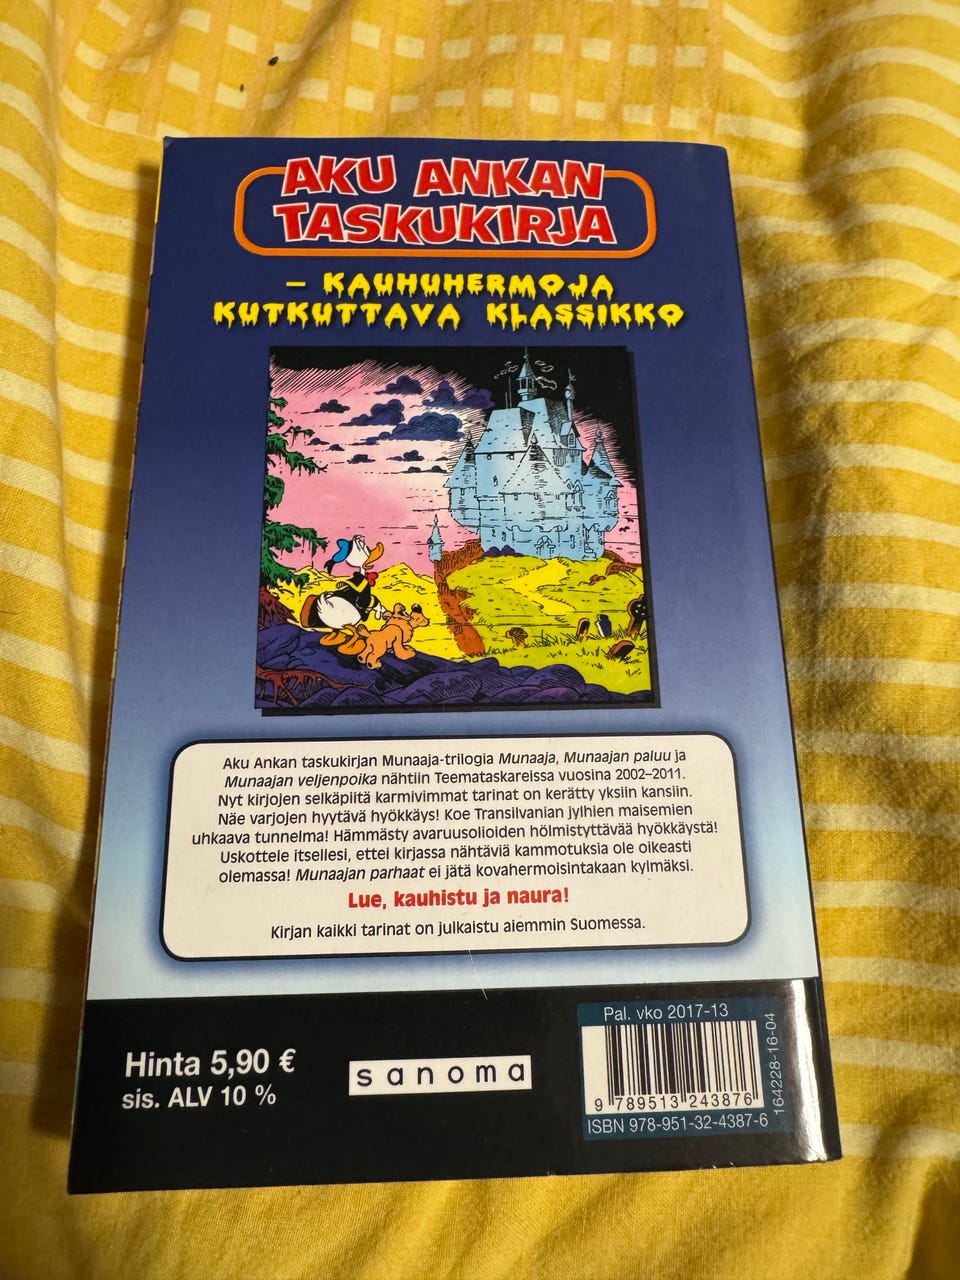 AKU ANKAN
TASKUKIRJA
– KAUHUHERMOJA
KUTKUTTAVA KLASSIKKO
Aku Ankan taskukirjan Munaaja-trilogia Munaaja, Munaajan paluu ja
Munaajan veljenpoika nähtiin Teemataskareissa vuosina 2002–2011.
Nyt kirjojen selkäpiitä karmivimmat tarinat on kerätty yksiin kansiin.
Näe varjojen hyytävä hyökkäys! Koe Transilvanian jylhien maisemien
uhkaava tunnelma! Hämmästy avaruusolioiden hölmistyttävää hyökkäystä!
Uskottele itsellesi, ettei kirjassa nähtäviä kammotuksia ole oikeasti
olemassa! Munaajan parhaat ei jätä kovahermoisintakaan kylmäksi.
Lue, kauhistu ja naura!
Kirjan kaikki tarinat on julkaistu aiemmin Suomessa.
Hinta 5,90 €
sis. ALV 10 %
sanoma
Pal. vko 2017-13
9 789513 243876
ISBN 978-951-32-4387-6
164228-16-04